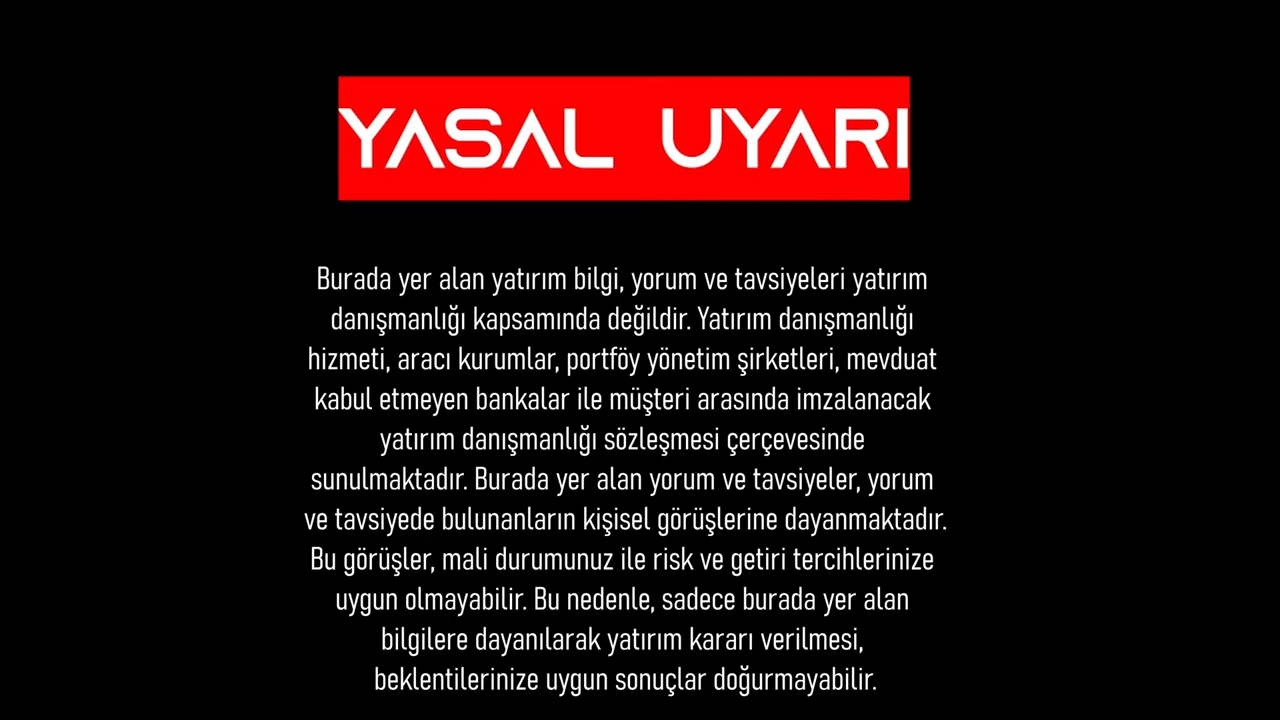 YASAL UYARI
Burada yer alan yatırım bilgi, yorum ve tavsiyeleri yatırım
danışmanlığı kapsamında değildir. Yatırım danışmanlığı
hizmeti, aracı kurumlar, portföy yönetim şirketleri, mevduat
kabul etmeyen bankalar ile müşteri arasında imzalanacak
yatırım danışmanlığı sözleşmesi çerçevesinde
sunulmaktadır. Burada yer alan yorum ve tavsiyeler, yorum
ve tavsiyede bulunanların kişisel görüşlerine dayanmaktadır.
Bu görüşler, mali durumunuz ile risk ve getiri tercihlerinize
uygun olmayabilir. Bu nedenle, sadece burada yer alan
bilgilere dayanılarak yatırım kararı verilmesi,
beklentilerinize uygun sonuçlar doğurmayabilir.